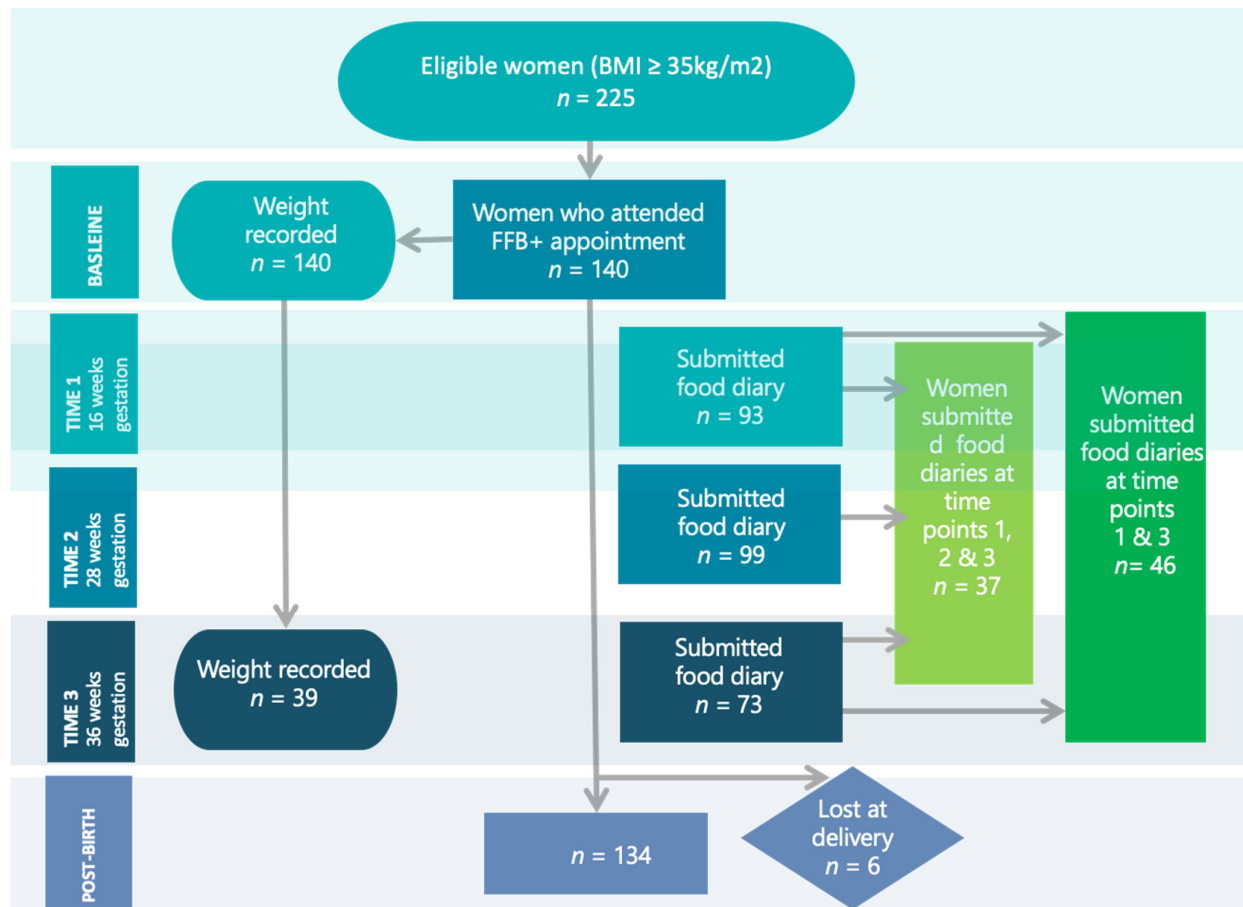 Eligible women (BMI ≥ 35kg/m2)
n = 225
BASLEINE
Weight
recorded
n = 140
Women who attended
FFB+ appointment
n = 140
TIME 1
16 weeks
gestation
Submitted
food diary
n = 93
Women
submitte
d food
diaries at
time
points 1,
2 & 3
n = 37
Women
submitted
food diaries
at time
points
1 & 3
n= 46
TIME 2
28 weeks
gestation
Submitted
food diary
n = 99
TIME 3
36 weeks
gestation
Weight recorded
n = 39
Submitted
food diary
n = 73
POST-BIRTH
n = 134
Lost at
delivery
n = 6